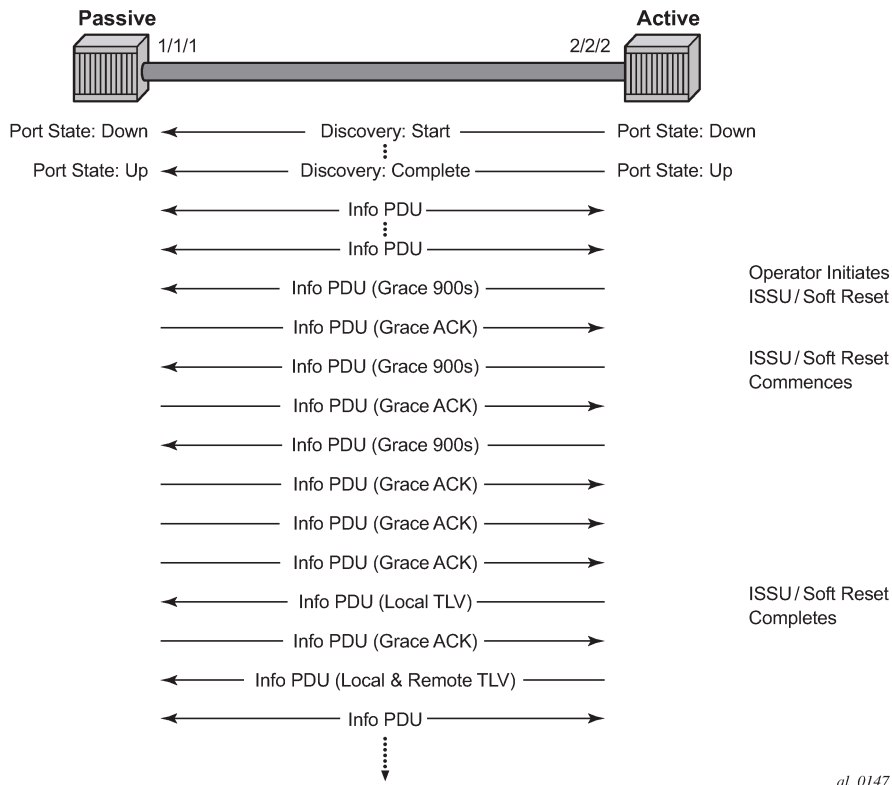 Passive Active
1/1/1 2/2/2
Port State: Down Discovery: Start Port State: Down
Port State: Up Discovery: Complete Port State: Up
Info PDU
Info PDU
Operator Initiates
Info PDU (Grace 900s)
ISSU/Soft Reset
Info PDU (Grace ACK)
ISSU/Soft Reset
Info PDU (Grace 900s)
Commences
Info PDU (Grace ACK)
Info PDU (Grace 900s)
Info PDU (Grace ACK)
Info PDU (Grace ACK)
Info PDU (Grace ACK)
ISSU/Soft Reset
Info PDU (Local TLV)
Completes
Info PDU (Grace ACK)
Info PDU (Local & Remote TLV)
Info PDU
al_0147